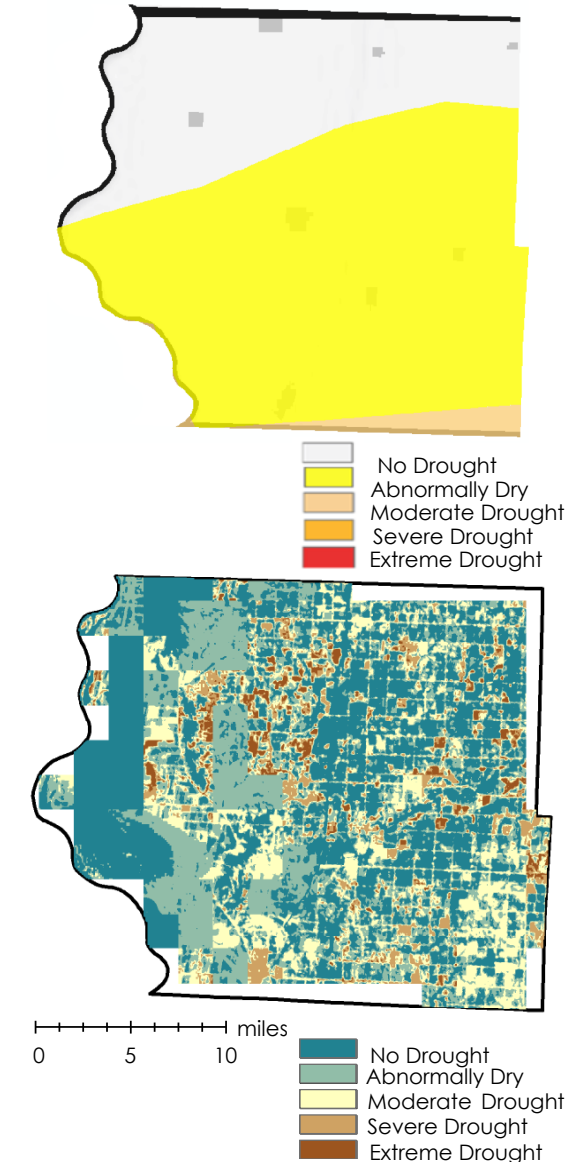 No Drought
Abnormally Dry
Moderate Drought
Severe Drought
Extreme Drought
miles
0 5 10
No Drought
Abnormally Dry
Moderate Drought
Severe Drought
Extreme Drought